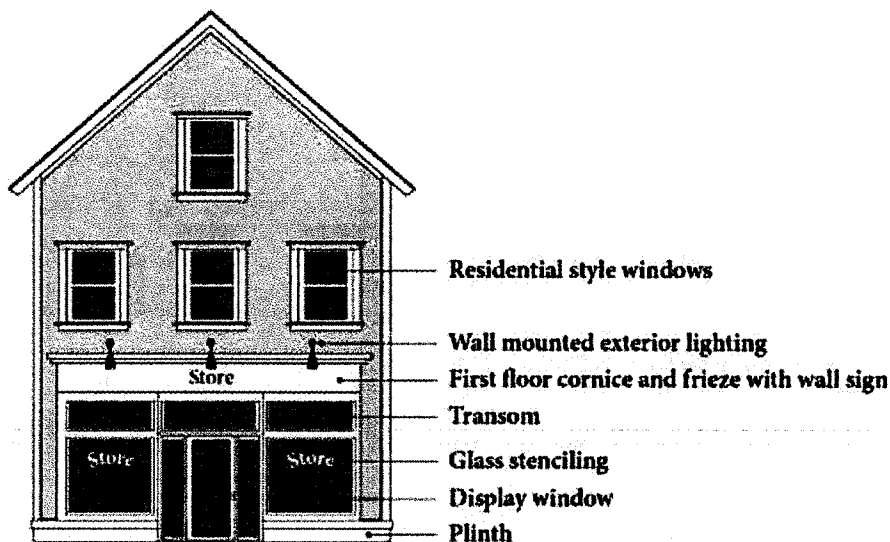 Residential style windows
Wall mounted exterior lighting
Store
First floor cornice and frieze with wall sign
Transom
Store
Store
Glass stenciling
Display window
Plinth